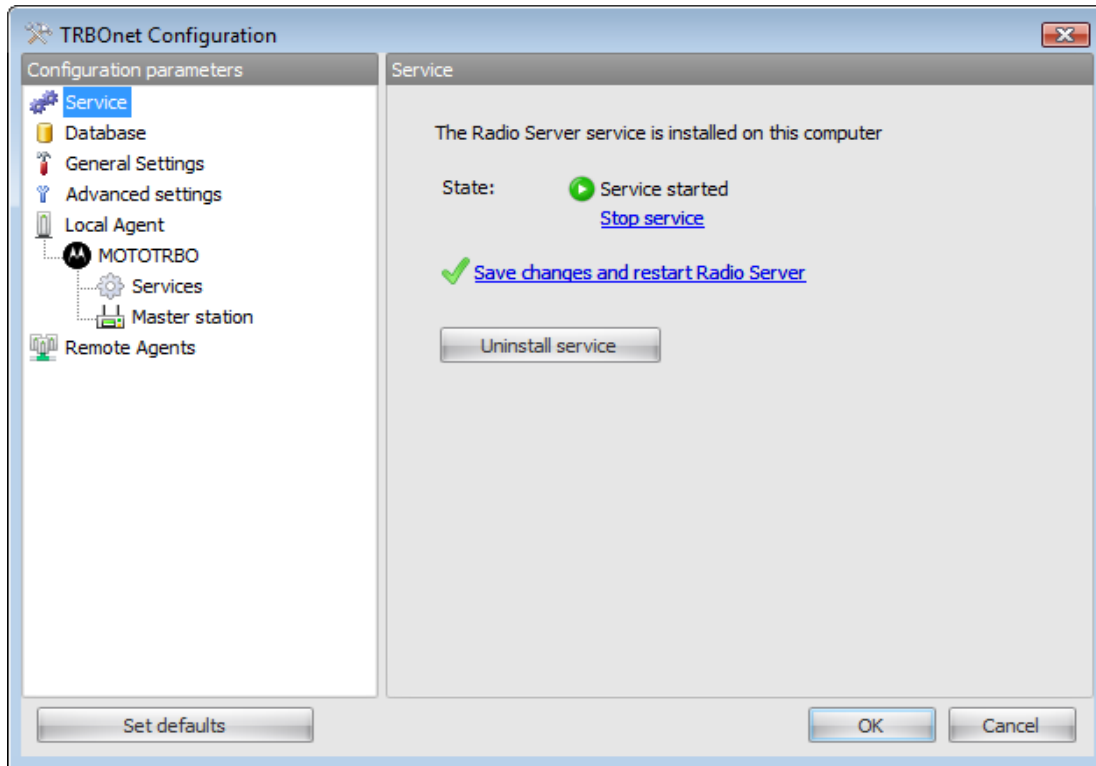 TRBOnet Configuration
Configuration parameters
Service
Database
General Settings
Advanced settings
Local Agent
MOTOTRBO
Services
Master station
Remote Agents
Service
The Radio Server service is installed on this computer
State: Service started
Stop service
Save changes and restart Radio Server
Uninstall service
Set defaults
OK
Cancel